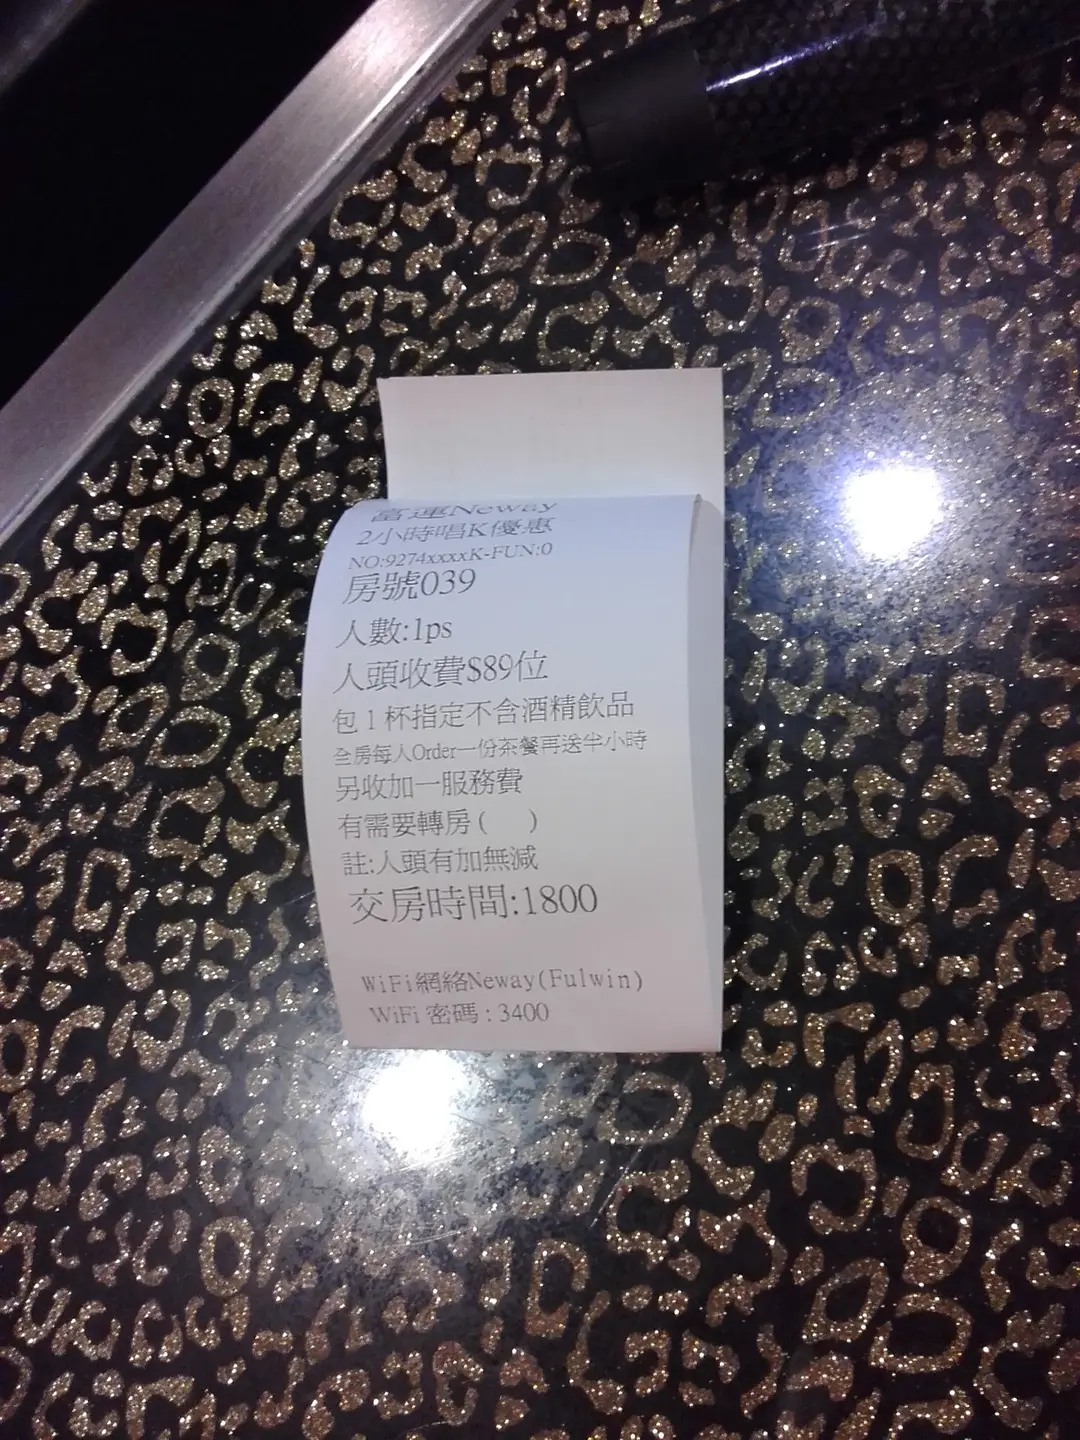 富運Neway
2小時唱K優惠
NO:9274xxxxK-FUN:0
房號039
人數:1ps
人頭收費$89位
包1杯指定不含酒精飲品
全房每人Order一份茶餐再送半小時
另收加一服務費
有需要轉房(　)
註:人頭有加無減
交房時間:1800
WiFi網絡Neway(Fulwin)
WiFi 密碼:3400